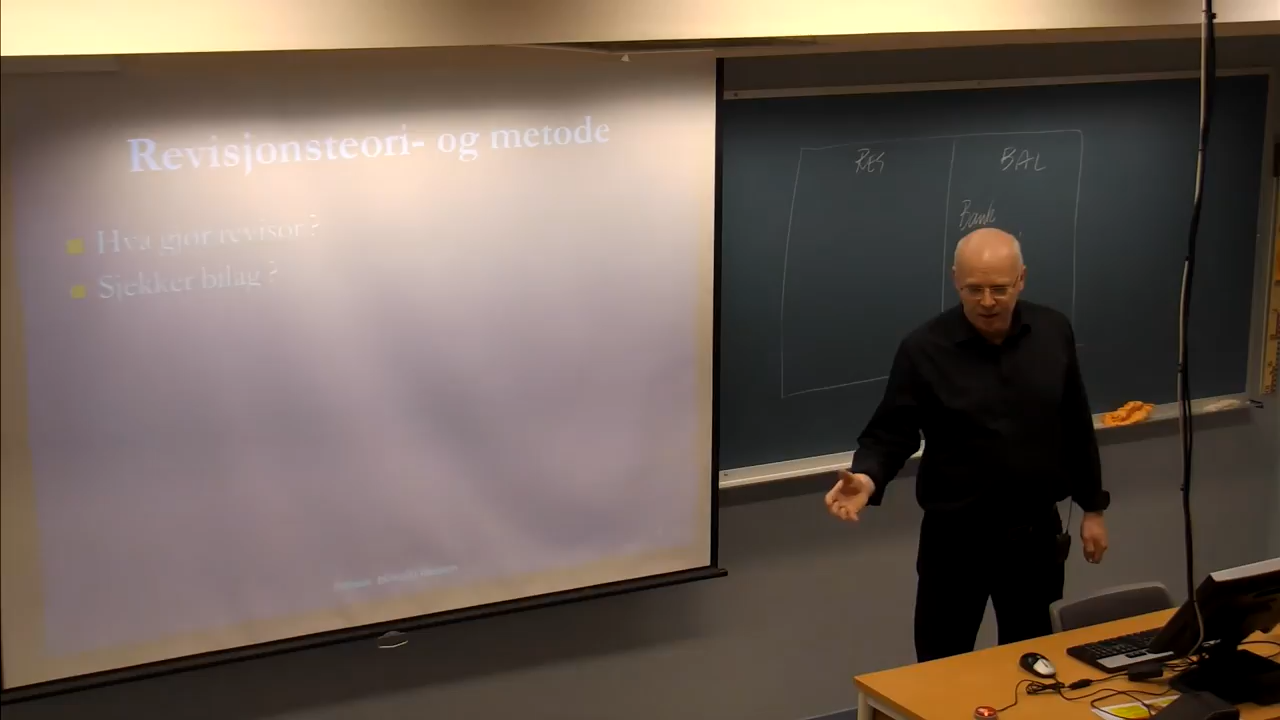 Revisjonsteori- og metode
Hva gjør revisor ?
Sjekker bilag ?
RES
BAL
Bank